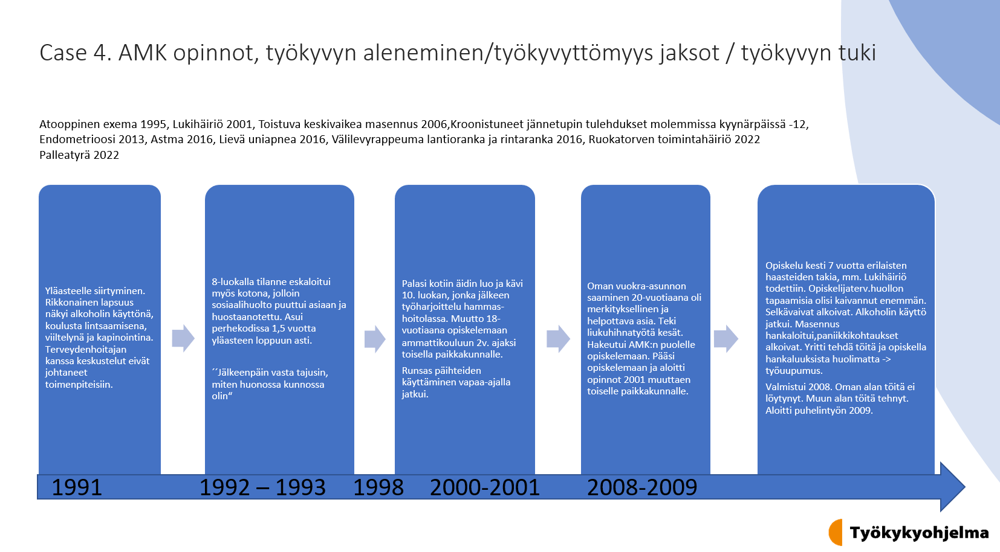 Case 4. AMK opinnot, työkyvyn aleneminen/työkyvyttömyys jaksot / työkyvyn tuki
Atooppinen exema 1995, Lukihäiriö 2001, Toistuva keskivaikea masennus 2006,Kroonistuneet jännetupin tulehdukset molemmissa kyynärpäissä -12,
Endometrioosi 2013, Astma 2016, Lievä uniapnea 2016, Välilevyrappeuma lantioranka ja rintaranka 2016, Ruokatorven toimintahäiriö 2022
Palleatyrä 2022
Yläasteelle siirtyminen.
Rikkonainen lapsuus
näkyi alkoholin käyttönä,
koulusta lintsaamisena,
viiltelynä ja kapinointina.
Terveydenhoitajan
kanssa keskustelut eivät
johtaneet
toimenpiteisiin.
8-luokalla tilanne eskaloitui
myös kotona, jolloin
sosiaalihuolto puuttui asiaan ja
huostaanotettu. Asui
perhekodissa 1,5 vuotta
yläasteen loppuun asti.
´´Jälkeenpäin vasta tajusin,
miten huonossa kunnossa
olin“
Palasi kotiin äidin luo ja kävi
10. luokan, jonka jälkeen
työharjoittelu hammas-
hoitolassa. Muutto 18-
vuotiaana opiskelemaan
ammattikouluun 2v. ajaksi
toisella paikkakunnalle.
Runsas päihteiden
käyttäminen vapaa-ajalla
jatkui.
Oman vuokra-asunnon
saaminen 20-vuotiaana oli
merkityksellinen ja
helpottava asia. Teki
liukuhihnatyötä kesät.
Hakeutui AMK:n puolelle
opiskelemaan. Pääsi
opiskelemaan ja aloitti
opinnot 2001 muuttaen
toiselle paikkakunnalle.
Opiskelu kesti 7 vuotta erilaisten
haasteiden takia, mm. Lukihäiriö
todettiin. Opiskelijaterv.huollon
tapaamisia olisi kaivannut enemmän.
Selkävaivat alkoivat. Alkoholin käyttö
jatkui. Masennus
hankaloitui,paniikkikohtaukset
alkoivat. Yritti tehdä töitä ja opiskella
hankaluuksista huolimatta ->
työuupumus.
Valmistui 2008. Oman alan töitä ei
löytynyt. Muun alan töitä tehnyt.
Aloitti puhelintyön 2009.
1991 1992 – 1993 1998 2000-2001 2008-2009
Työkykyohjelma